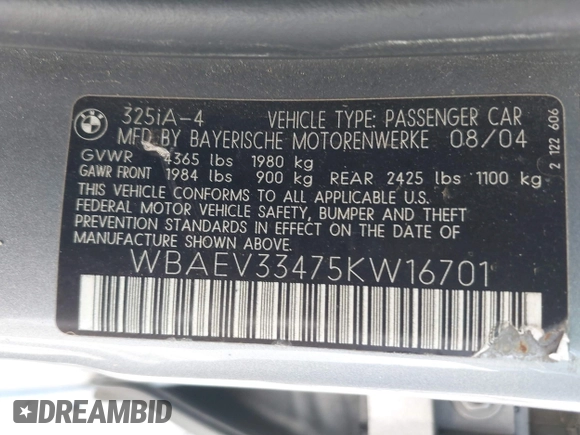 BMW
325iA-4 VEHICLE TYPE: PASSENGER CAR
MFD BY BAYERISCHE MOTORENWERKE 08/04
GVWR 4365 lbs 1980 kg
GAWR FRONT 1984 lbs 900 kg REAR 2425 lbs 1100 kg
THIS VEHICLE CONFORMS TO ALL APPLICABLE U.S.
FEDERAL MOTOR VEHICLE SAFETY, BUMPER AND THEFT
PREVENTION STANDARDS IN EFFECT ON THE DATE OF
MANUFACTURE SHOWN ABOVE.
WBAEV33475KW16701
2 122 606
DREAMBID